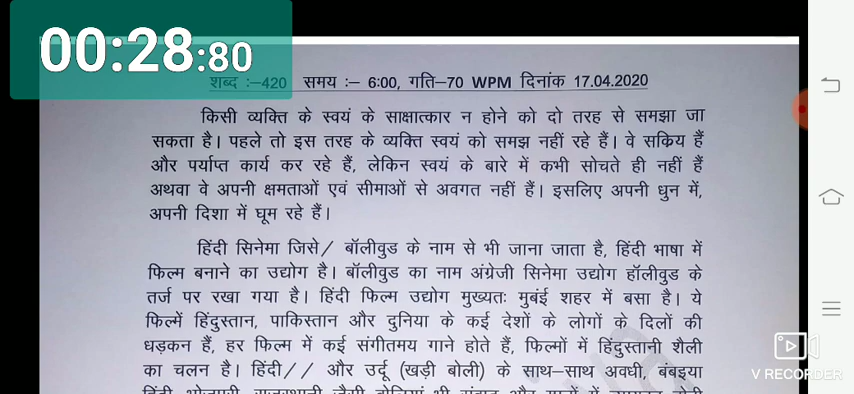 00:28:80
शब्द :–420 समय :– 6:00, गति–70 WPM दिनांक 17.04.2020
किसी व्यक्ति के स्वयं के साक्षात्कार न होने को दो तरह से समझा जा
सकता है। पहले तो इस तरह के व्यक्ति स्वयं को समझ नहीं रहे हैं। वे सक्रिय हैं
और पर्याप्त कार्य कर रहे हैं, लेकिन स्वयं के बारे में कभी सोचते ही नहीं हैं
अथवा वे अपनी क्षमताओं एवं सीमाओं से अवगत नहीं हैं। इसलिए अपनी धुन में,
अपनी दिशा में घूम रहे हैं।
हिंदी सिनेमा जिसे/ बॉलीवुड के नाम से भी जाना जाता है, हिंदी भाषा में
फिल्म बनाने का उद्योग है। बॉलीवुड का नाम अंग्रेजी सिनेमा उद्योग हॉलीवुड के
तर्ज पर रखा गया है। हिंदी फिल्म उद्योग मुख्यतः मुबंई शहर में बसा है। ये
फिल्में हिंदुस्तान, पाकिस्तान और दुनिया के कई देशों के लोगों के दिलों की
धड़कन हैं, हर फिल्म में कई संगीतमय गाने होते हैं, फिल्मों में हिंदुस्तानी शैली
का चलन है। हिंदी// और उर्दू (खड़ी बोली) के साथ–साथ अवधी, बंबइया
V RECORDER